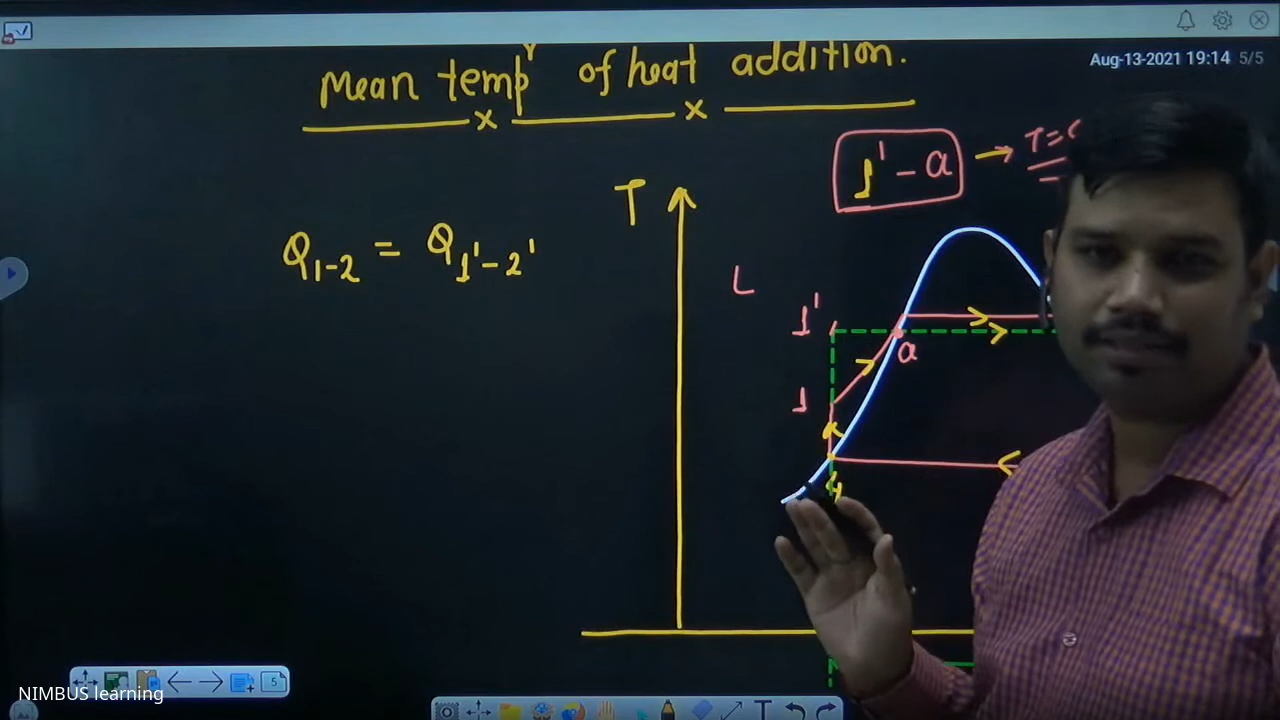 Mean tempr of heat addition.
Aug-13-2021 19:14 5/5
1' - a → T = C
T
Q1-2 = Q1'-2'
L
1'
a
1
4
5
T
NIMBUS learning